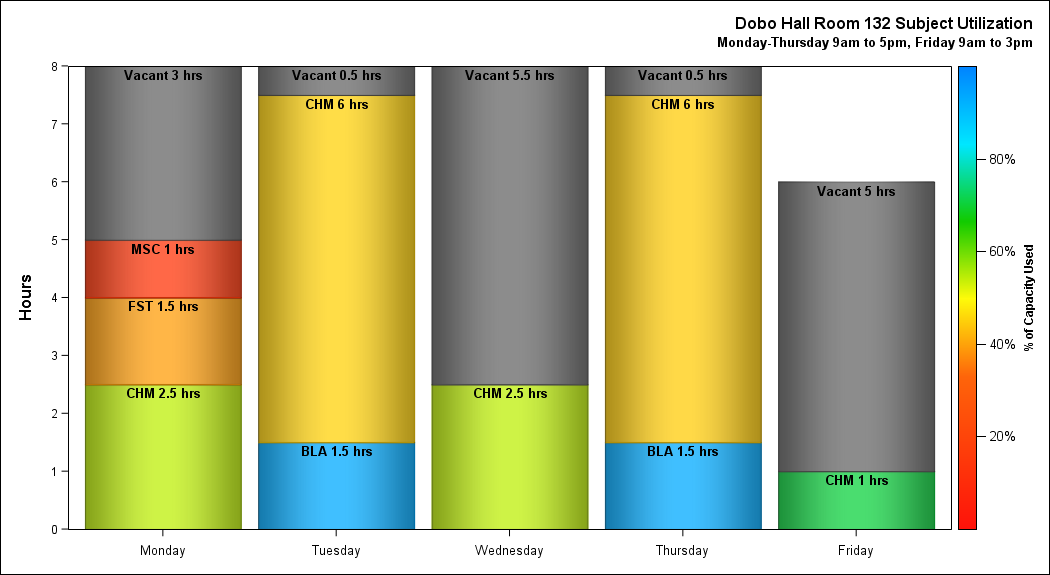 Dobo Hall Room 132 Subject Utilization
Monday-Thursday 9am to 5pm, Friday 9am to 3pm
8
7
6
5
4
3
2
1
0
Hours
Vacant 3 hrs
MSC 1 hrs
FST 1.5 hrs
CHM 2.5 hrs
Vacant 0.5 hrs
CHM 6 hrs
BLA 1.5 hrs
Vacant 5.5 hrs
CHM 2.5 hrs
Vacant 0.5 hrs
CHM 6 hrs
BLA 1.5 hrs
Vacant 5 hrs
CHM 1 hrs
Monday
Tuesday
Wednesday
Thursday
Friday
80%
60%
40%
20%
% of Capacity Used